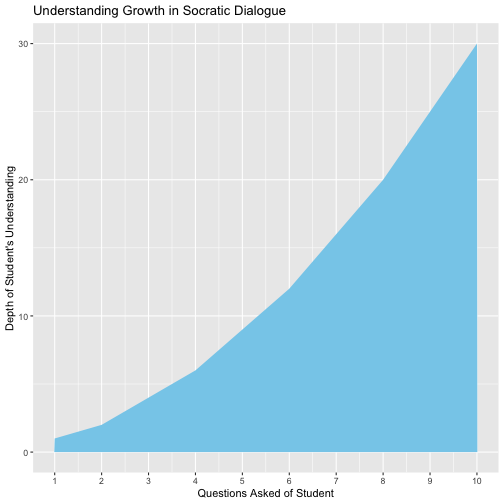 Understanding Growth in Socratic Dialogue
Depth of Student's Understanding
30
20
10
0
1 2 3 4 5 6 7 8 9 10
Questions Asked of Student